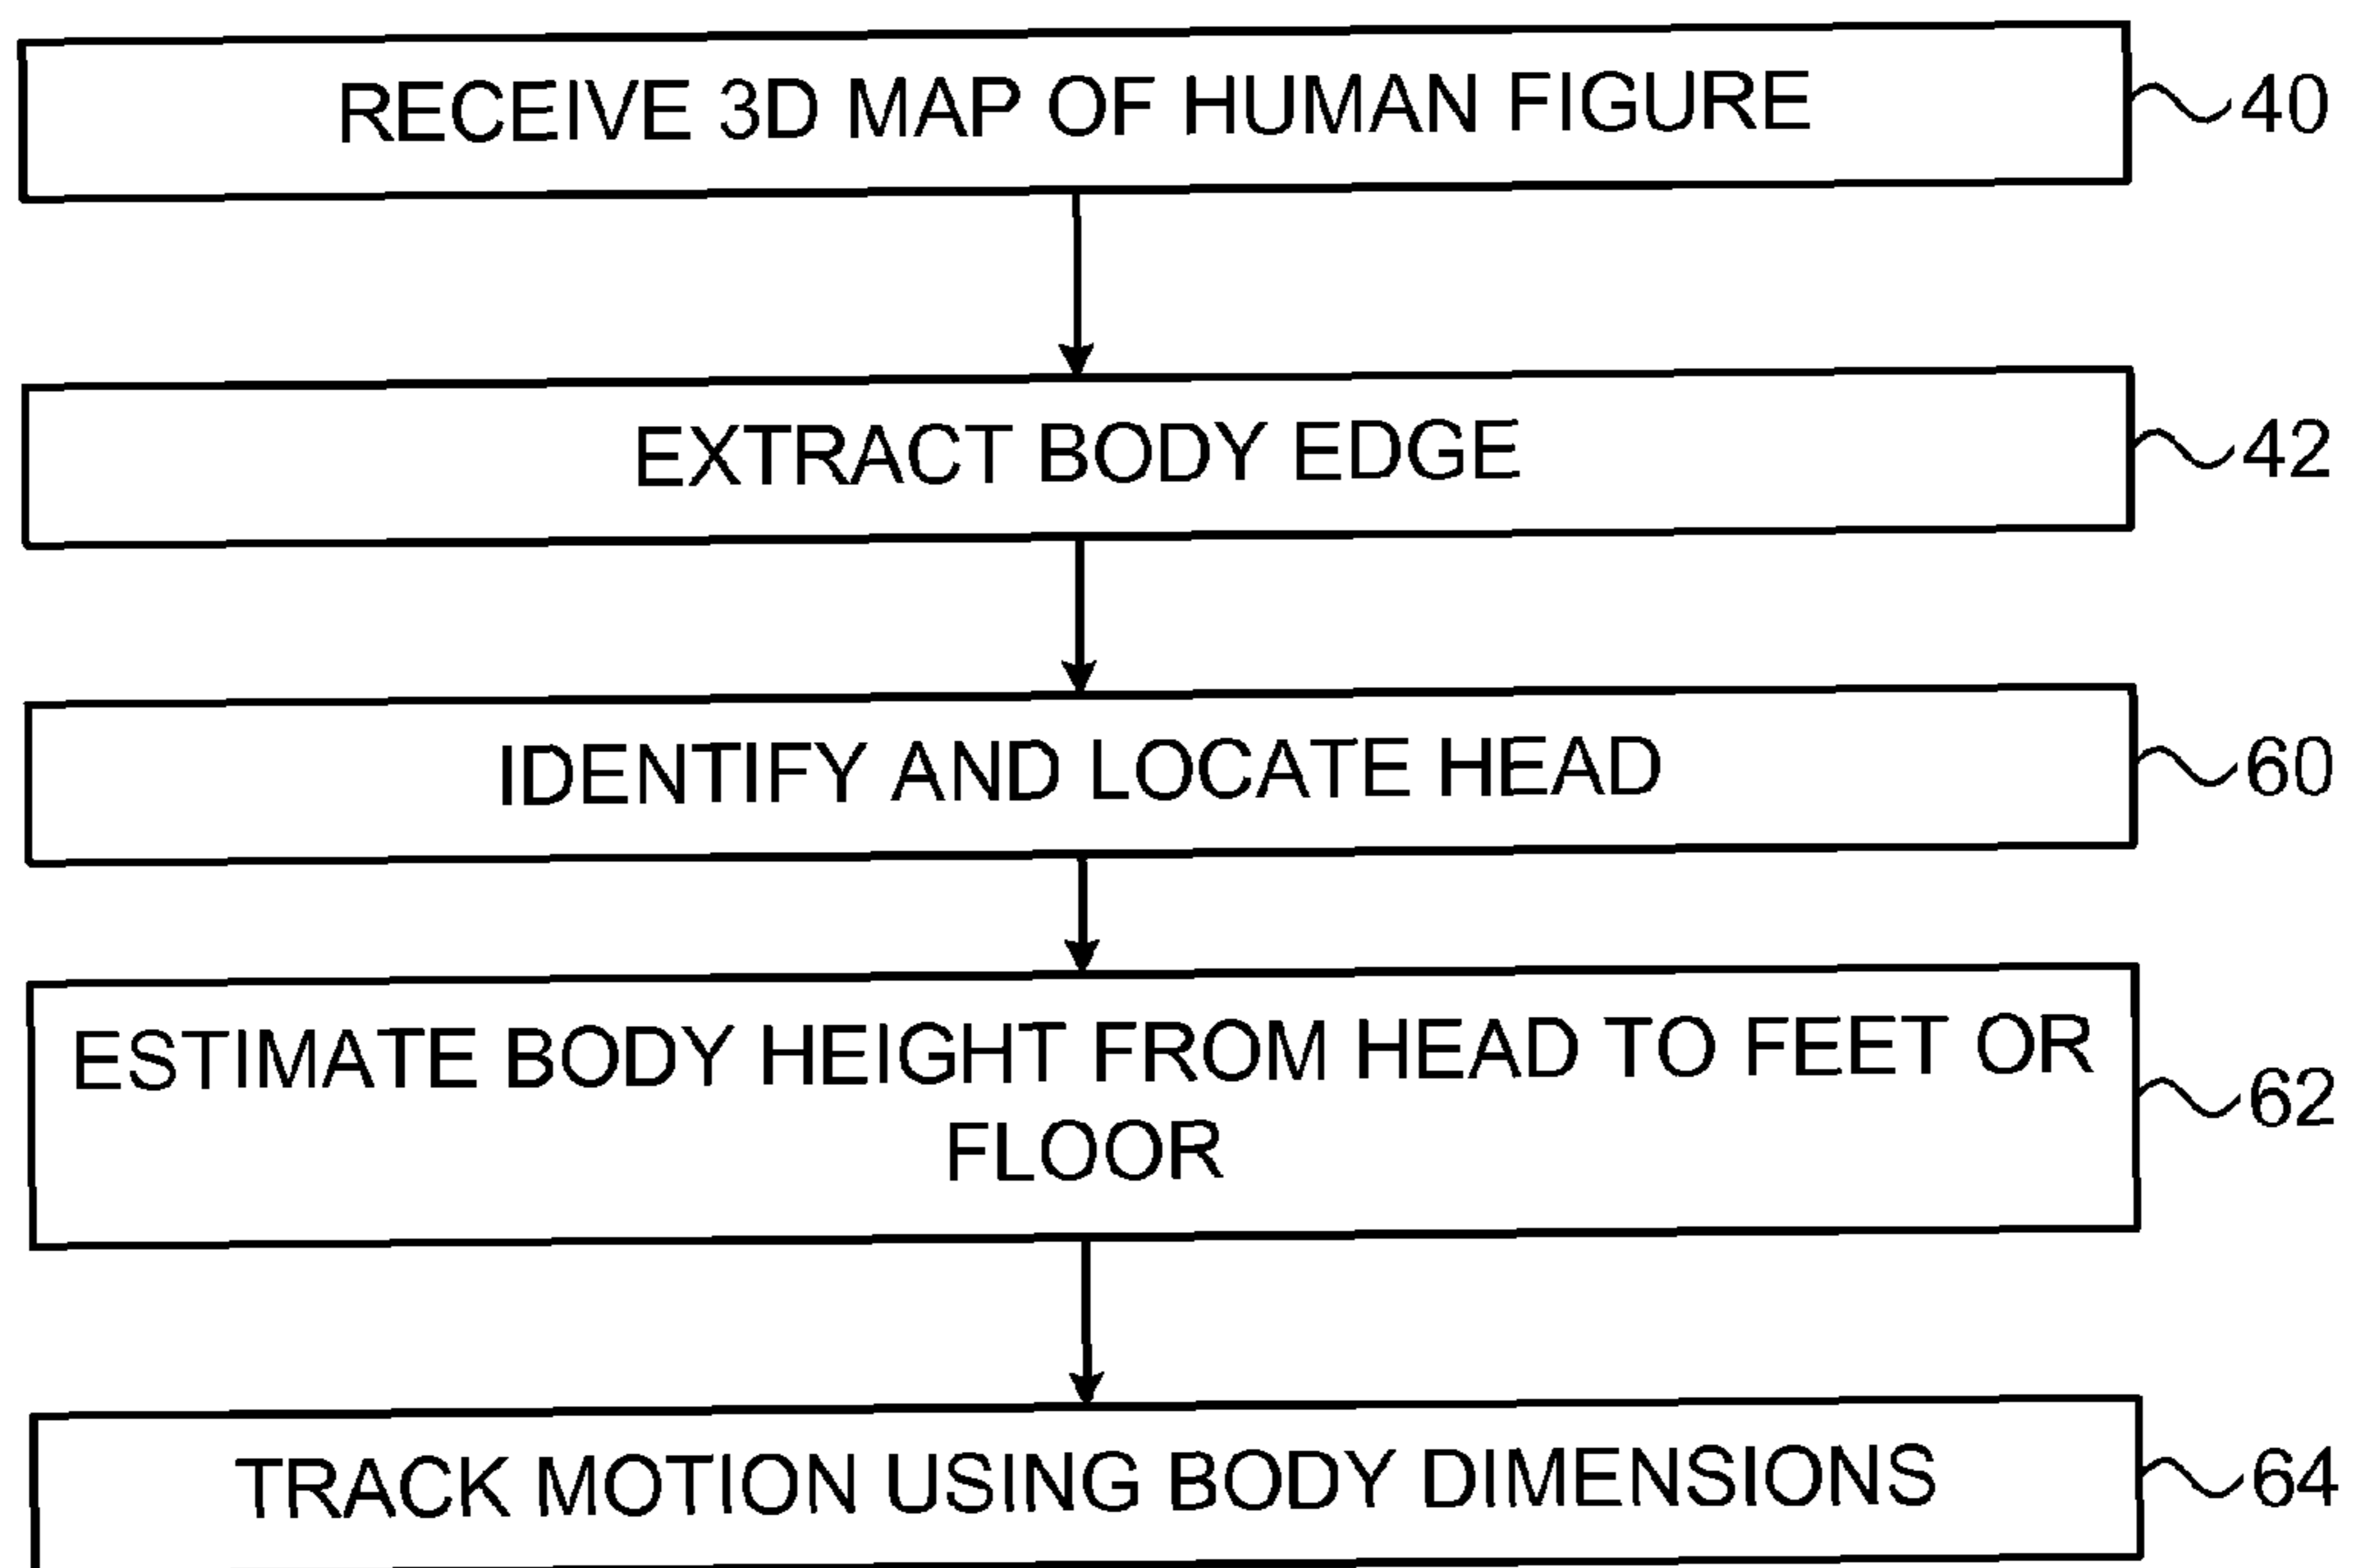 RECEIVE 3D MAP OF HUMAN FIGURE 40
EXTRACT BODY EDGE 42
IDENTIFY AND LOCATE HEAD 60
ESTIMATE BODY HEIGHT FROM HEAD TO FEET OR
FLOOR
62
TRACK MOTION USING BODY DIMENSIONS 64